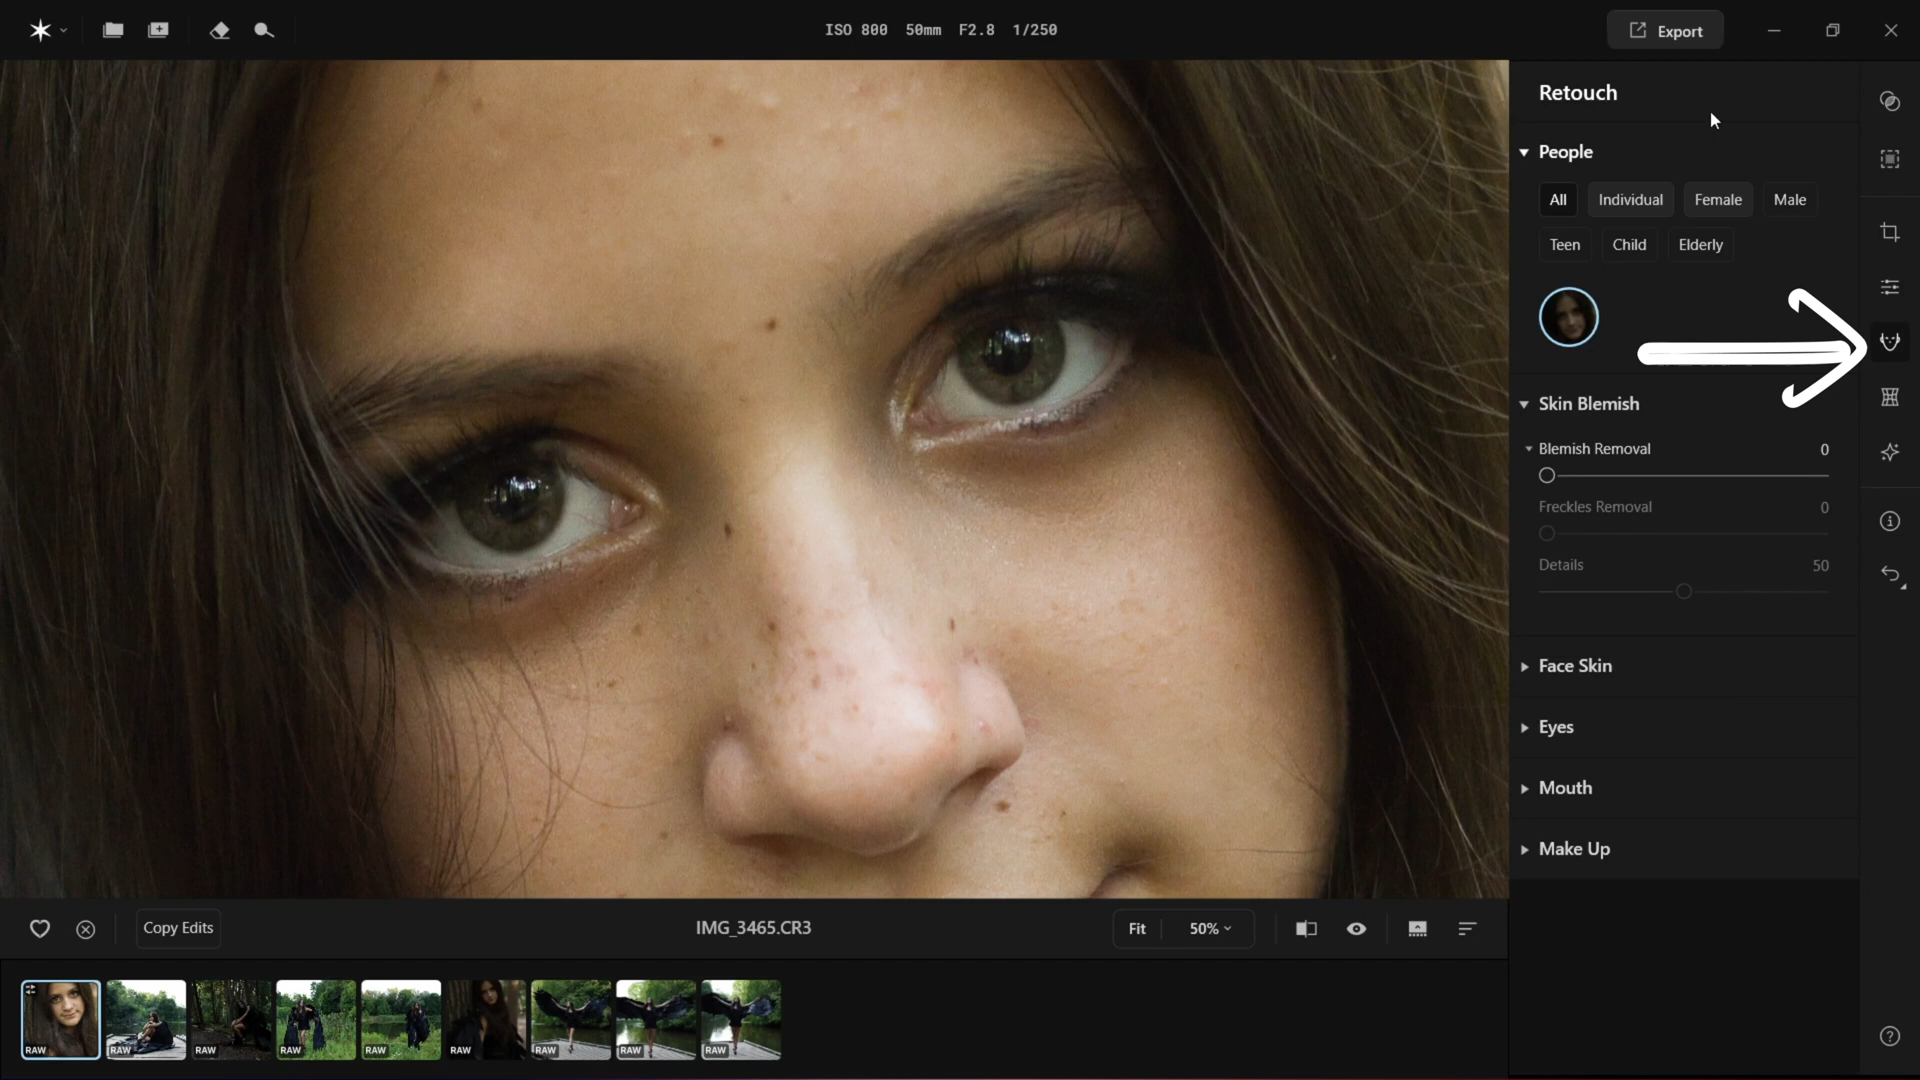 ISO 800 50mm F2.8 1/250
Export
Retouch
People
All Individual Female Male
Teen Child Elderly
Skin Blemish
Blemish Removal 0
Freckles Removal 0
Details 50
Face Skin
Eyes
Mouth
Make Up
Copy Edits
IMG_3465.CR3
Fit 50%
RAW RAW RAW RAW RAW RAW RAW RAW RAW